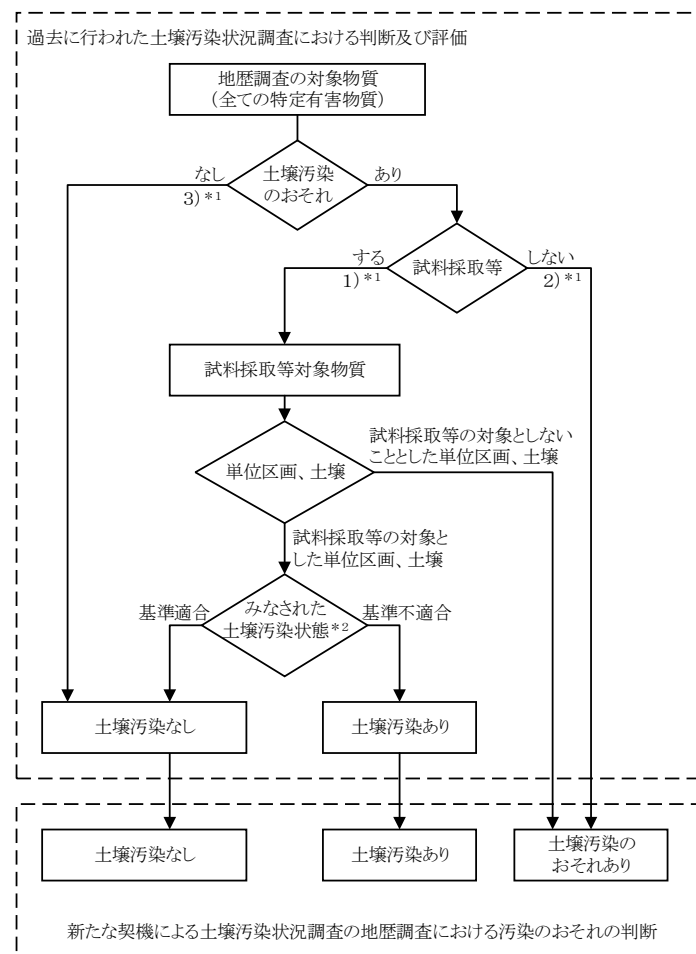 過去に行われた土壌汚染状況調査における判断及び評価
地歴調査の対象物質
(全ての特定有害物質)
土壌汚染
のおそれ
なし
3)*1
あり
試料採取等
する
1)*1
しない
2)*1
試料採取等対象物質
単位区画、土壌
試料採取等の対象としない
こととした単位区画、土壌
試料採取等の対象と
した単位区画、土壌
みなされた
土壌汚染状態*2
基準適合
基準不適合
土壌汚染なし
土壌汚染あり
土壌汚染なし
土壌汚染あり
土壌汚染の
おそれあり
新たな契機による土壌汚染状況調査の地歴調査における汚染のおそれの判断